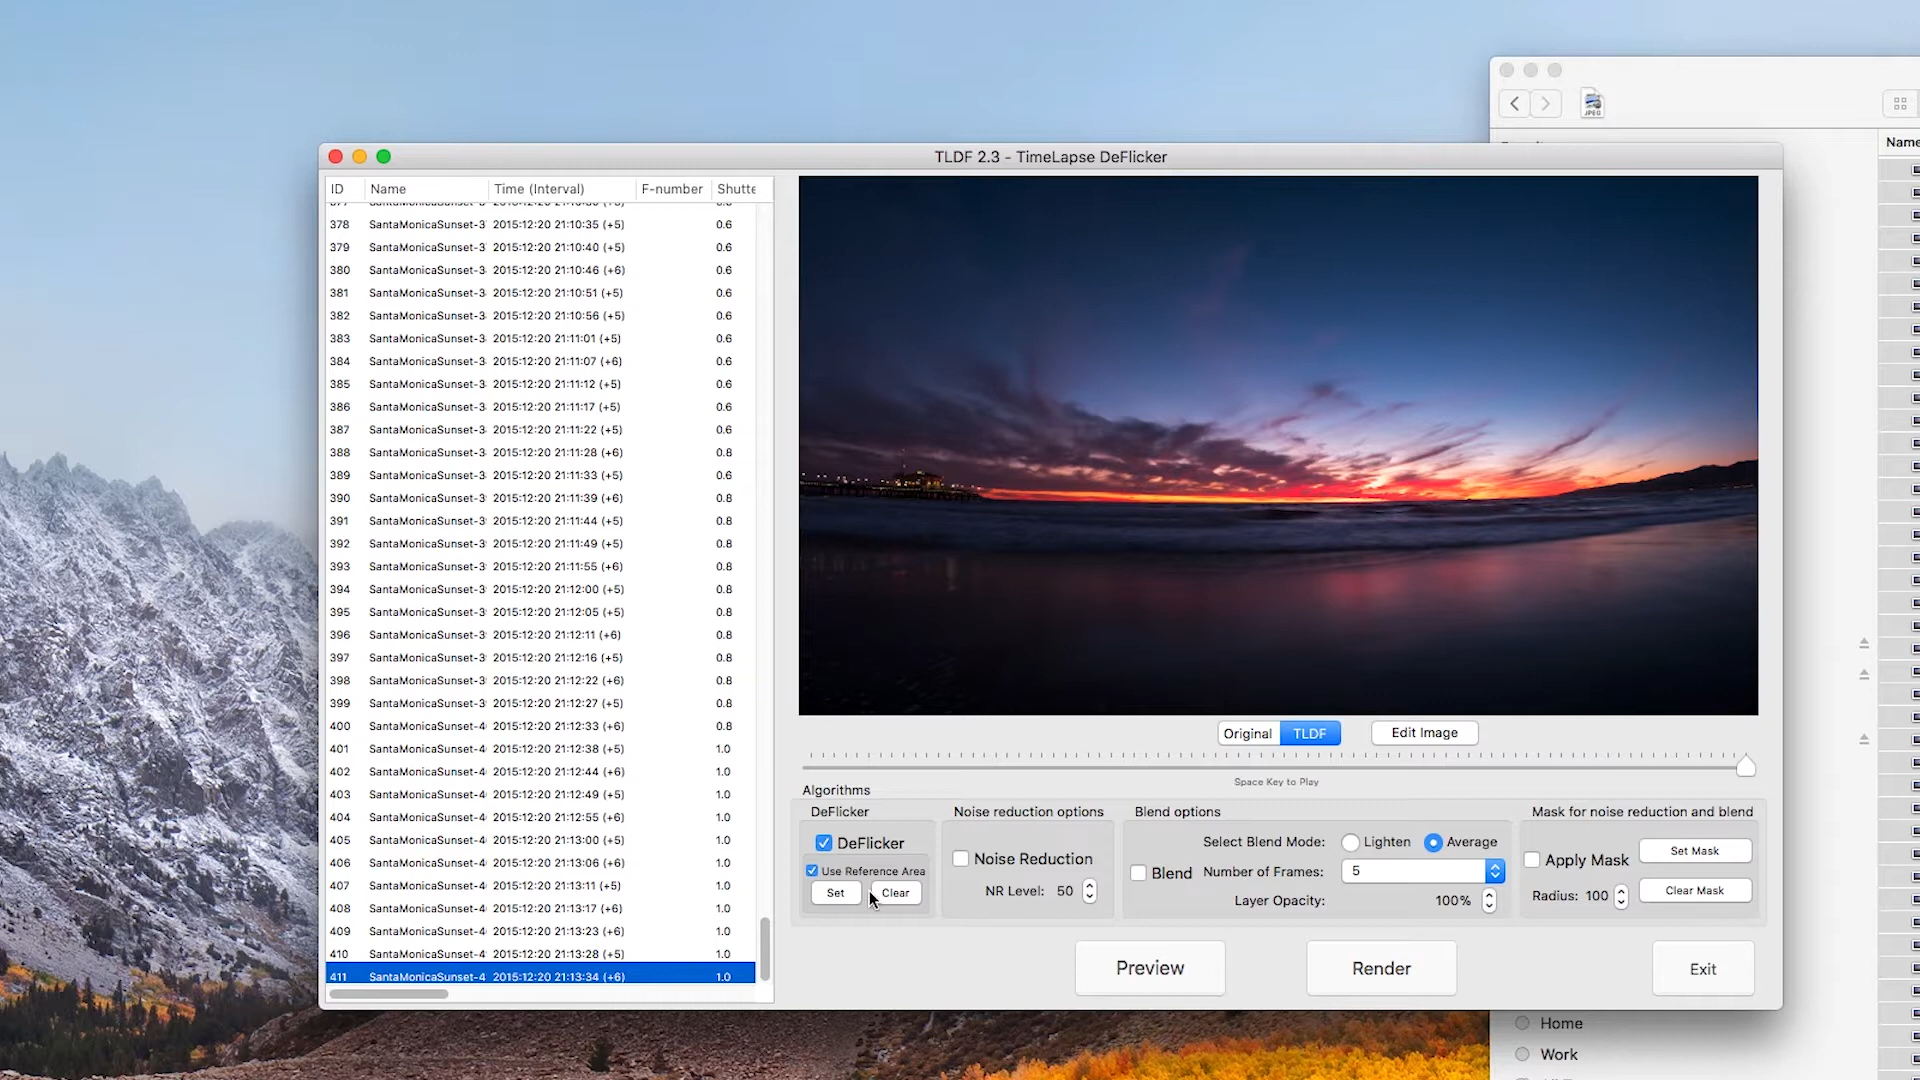 TLDF 2.3 - TimeLapse DeFlicker
JPEG
Name
ID Name Time (Interval) F-number Shutte
378 SantaMonicaSunset-3 2015:12:20 21:10:35 (+5) 0.6
379 SantaMonicaSunset-3 2015:12:20 21:10:40 (+5) 0.6
380 SantaMonicaSunset-3 2015:12:20 21:10:46 (+6) 0.6
381 SantaMonicaSunset-3 2015:12:20 21:10:51 (+5) 0.6
382 SantaMonicaSunset-3 2015:12:20 21:10:56 (+5) 0.6
383 SantaMonicaSunset-3 2015:12:20 21:11:01 (+5) 0.6
384 SantaMonicaSunset-3 2015:12:20 21:11:07 (+6) 0.6
385 SantaMonicaSunset-3 2015:12:20 21:11:12 (+5) 0.6
386 SantaMonicaSunset-3 2015:12:20 21:11:17 (+5) 0.6
387 SantaMonicaSunset-3 2015:12:20 21:11:22 (+5) 0.6
388 SantaMonicaSunset-3 2015:12:20 21:11:28 (+6) 0.8
389 SantaMonicaSunset-3 2015:12:20 21:11:33 (+5) 0.6
390 SantaMonicaSunset-3 2015:12:20 21:11:39 (+6) 0.8
391 SantaMonicaSunset-3 2015:12:20 21:11:44 (+5) 0.8
392 SantaMonicaSunset-3 2015:12:20 21:11:49 (+5) 0.8
393 SantaMonicaSunset-3 2015:12:20 21:11:55 (+6) 0.8
394 SantaMonicaSunset-3 2015:12:20 21:12:00 (+5) 0.8
395 SantaMonicaSunset-3 2015:12:20 21:12:05 (+5) 0.8
396 SantaMonicaSunset-3 2015:12:20 21:12:11 (+6) 0.8
397 SantaMonicaSunset-3 2015:12:20 21:12:16 (+5) 0.8
398 SantaMonicaSunset-3 2015:12:20 21:12:22 (+6) 0.8
399 SantaMonicaSunset-3 2015:12:20 21:12:27 (+5) 0.8
400 SantaMonicaSunset-4 2015:12:20 21:12:33 (+6) 0.8
401 SantaMonicaSunset-4 2015:12:20 21:12:38 (+5) 1.0
402 SantaMonicaSunset-4 2015:12:20 21:12:44 (+6) 1.0
403 SantaMonicaSunset-4 2015:12:20 21:12:49 (+5) 1.0
404 SantaMonicaSunset-4 2015:12:20 21:12:55 (+6) 1.0
405 SantaMonicaSunset-4 2015:12:20 21:13:00 (+5) 1.0
406 SantaMonicaSunset-4 2015:12:20 21:13:06 (+6) 1.0
407 SantaMonicaSunset-4 2015:12:20 21:13:11 (+5) 1.0
408 SantaMonicaSunset-4 2015:12:20 21:13:17 (+6) 1.0
409 SantaMonicaSunset-4 2015:12:20 21:13:23 (+6) 1.0
410 SantaMonicaSunset-4 2015:12:20 21:13:28 (+5) 1.0
411 SantaMonicaSunset-4 2015:12:20 21:13:34 (+6) 1.0
Original TLDF Edit Image
Space Key to Play
Algorithms
DeFlicker
DeFlicker
Use Reference Area
Set Clear
Noise reduction options
Noise Reduction
NR Level: 50
Blend options
Select Blend Mode: Lighten Average
Blend Number of Frames: 5
Layer Opacity: 100%
Mask for noise reduction and blend
Apply Mask Set Mask
Radius: 100 Clear Mask
Preview Render Exit
Home
Work